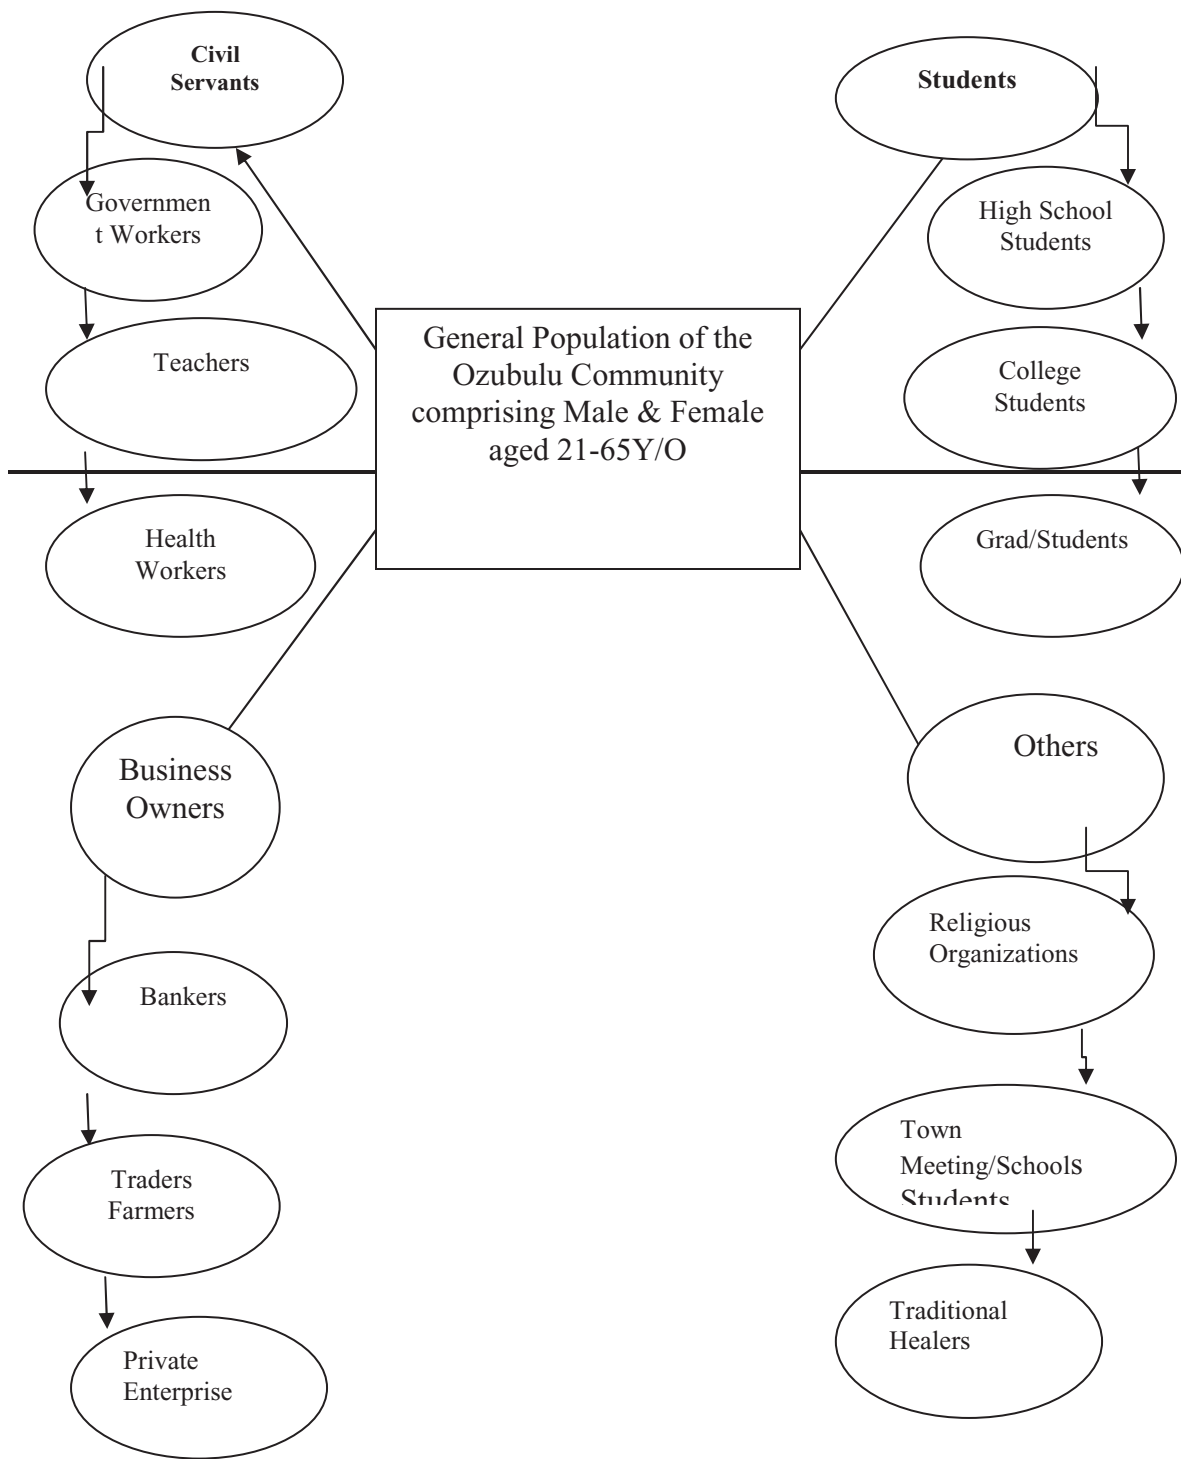 Civil
Servants
Students
Governmen
t Workers
High School
Students
General Population of the
Ozubulu Community
comprising Male & Female
aged 21-65Y/O
Teachers
College
Students
Health
Workers
Grad/Students
Business
Owners
Others
Religious
Organizations
Bankers
Town
Meeting/Schools
Students
Traders
Farmers
Traditional
Healers
Private
Enterprise